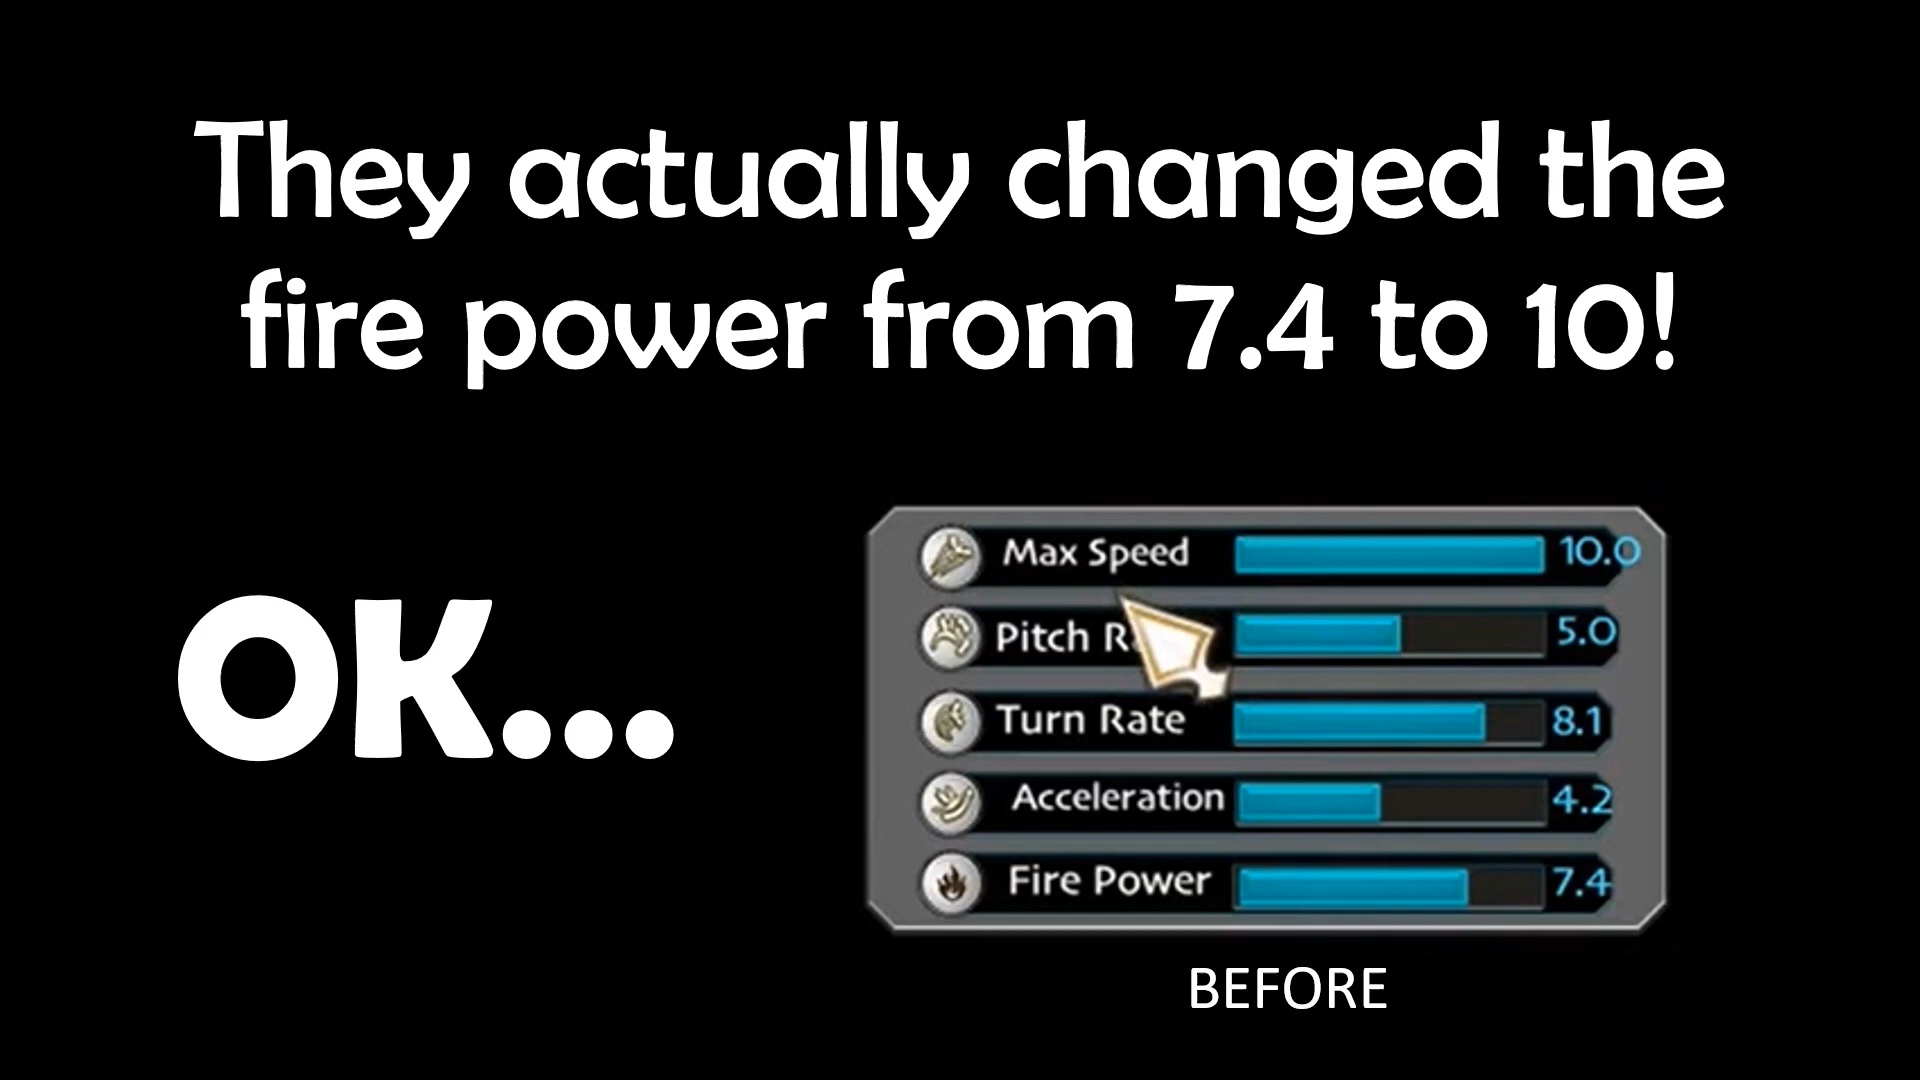 They actually changed the
fire power from 7.4 to 10!
OK...
Max Speed 10.0
Pitch R 5.0
Turn Rate 8.1
Acceleration 4.2
Fire Power 7.4
BEFORE